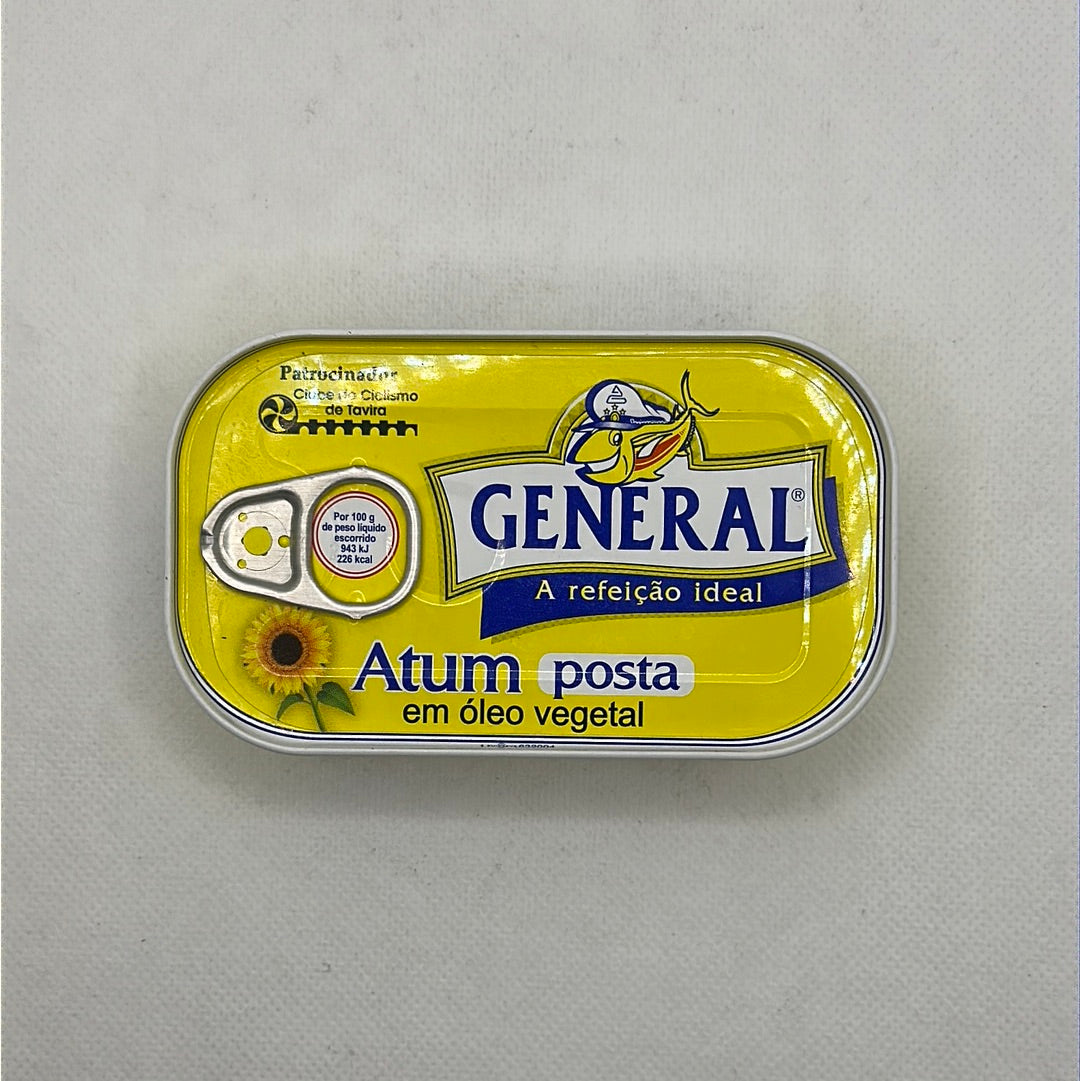 Patrocinador
Clube de Ciclismo
de Tavira
GENERAL®
A refeição ideal
Por 100 g
de peso líquido
escorrido
943 kJ
226 kcal
Atum posta
em óleo vegetal